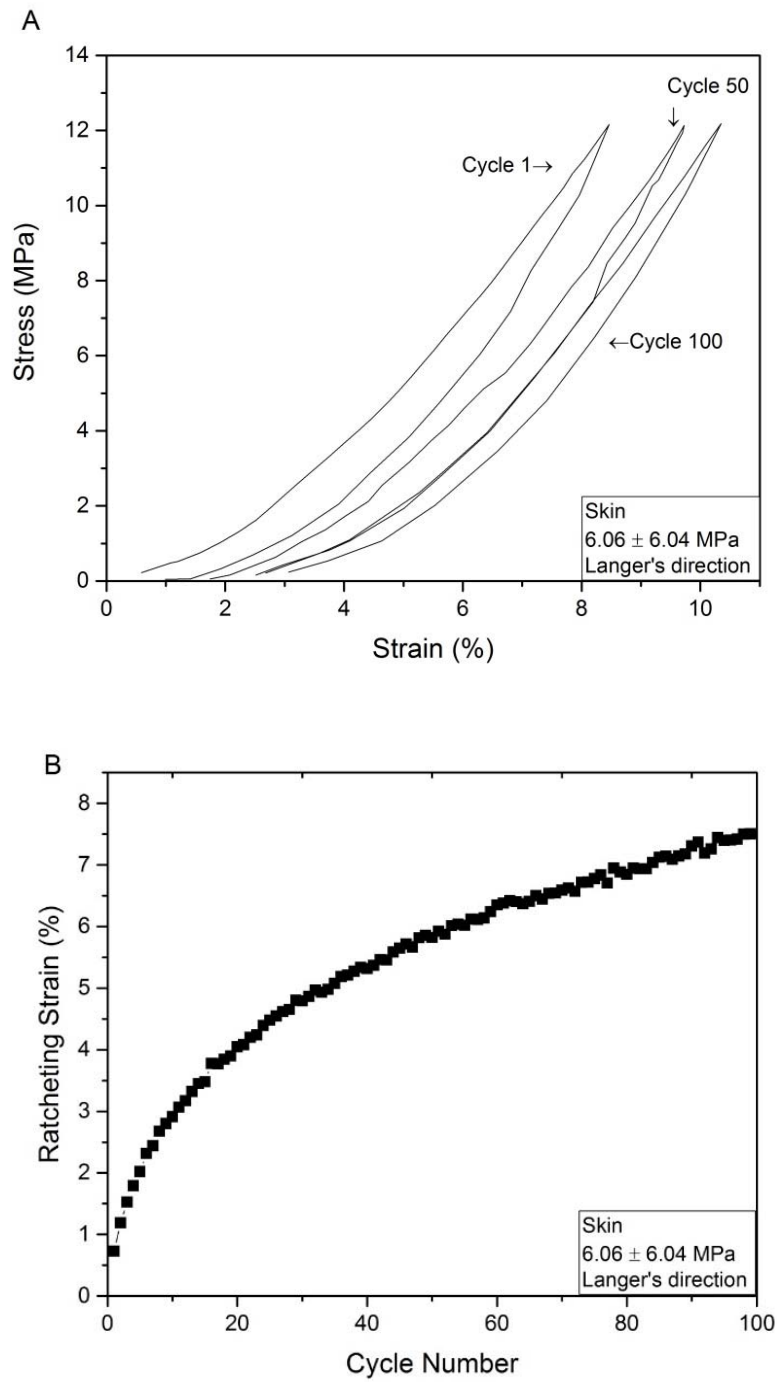 A
14
12
10
8
6
4
2
0
Stress (MPa)
Cycle 50
↓
Cycle 1→
←Cycle 100
Skin
6.06 ± 6.04 MPa
Langer's direction
0 2 4 6 8 10
Strain (%)
B
8
7
6
5
4
3
2
1
0
Ratcheting Strain (%)
Skin
6.06 ± 6.04 MPa
Langer's direction
0 20 40 60 80 100
Cycle Number